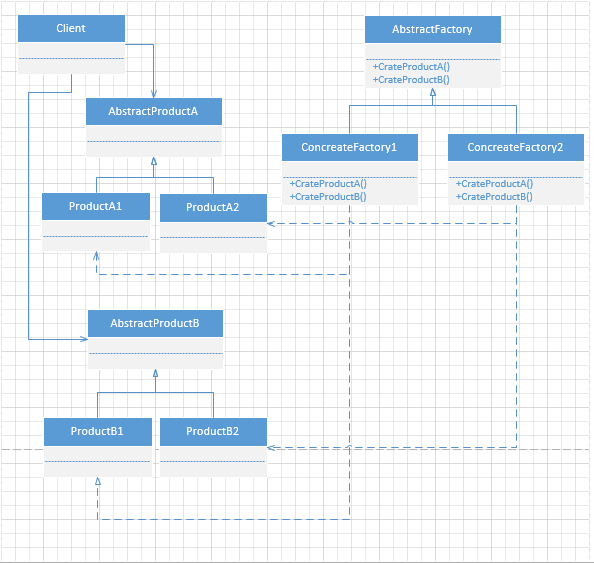 Client
AbstractFactory
+CrateProductA()
+CrateProductB()
AbstractProductA
ConcreateFactory1
+CrateProductA()
+CrateProductB()
ConcreateFactory2
+CrateProductA()
+CrateProductB()
ProductA1
ProductA2
AbstractProductB
ProductB1
ProductB2